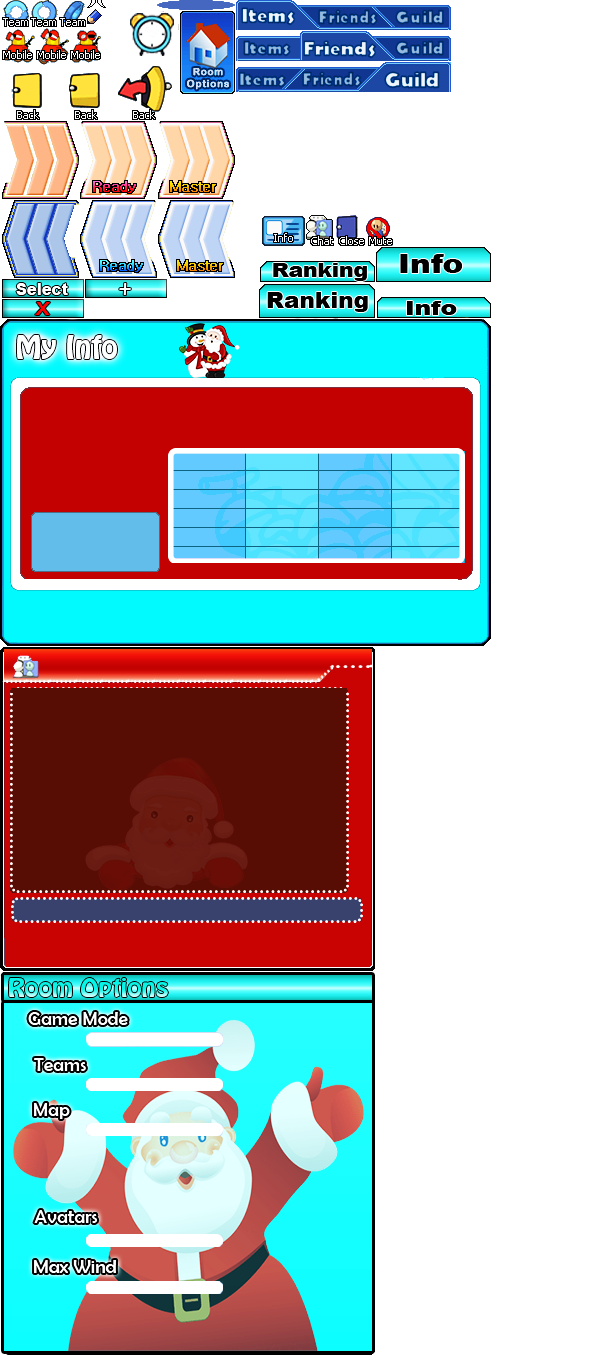 Team Team Team
Mobile Mobile Mobile
Back Back Back
Room
Options
Items Friends Guild
Items Friends Guild
Items Friends Guild
Ready Master
Ready Master
Select +
X
Info Chat Close Mute
Ranking Info
Ranking Info
My Info
Room Options
Game Mode
Teams
Map
Avatars
Max Wind